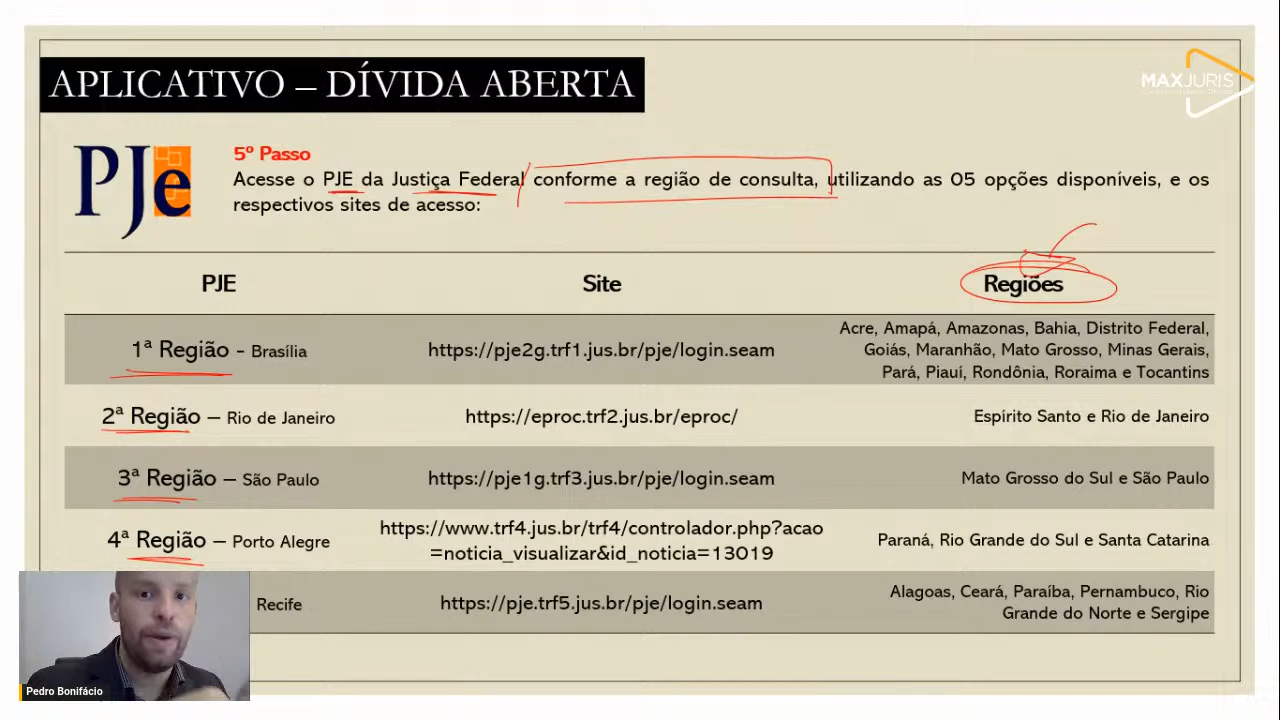 APLICATIVO – DÍVIDA ABERTA
MAXJURIS
PJe
5º Passo
Acesse o PJE da Justiça Federal conforme a região de consulta, utilizando as 05 opções disponíveis, e os
respectivos sites de acesso:
PJE Site Regiões
1ª Região - Brasília https://pje2g.trf1.jus.br/pje/login.seam Acre, Amapá, Amazonas, Bahia, Distrito Federal,
Goiás, Maranhão, Mato Grosso, Minas Gerais,
Pará, Piauí, Rondônia, Roraima e Tocantins
2ª Região – Rio de Janeiro https://eproc.trf2.jus.br/eproc/ Espírito Santo e Rio de Janeiro
3ª Região – São Paulo https://pje1g.trf3.jus.br/pje/login.seam Mato Grosso do Sul e São Paulo
4ª Região – Porto Alegre https://www.trf4.jus.br/trf4/controlador.php?acao
=noticia_visualizar&id_noticia=13019 Paraná, Rio Grande do Sul e Santa Catarina
Recife https://pje.trf5.jus.br/pje/login.seam Alagoas, Ceará, Paraíba, Pernambuco, Rio
Grande do Norte e Sergipe
Pedro Bonifácio